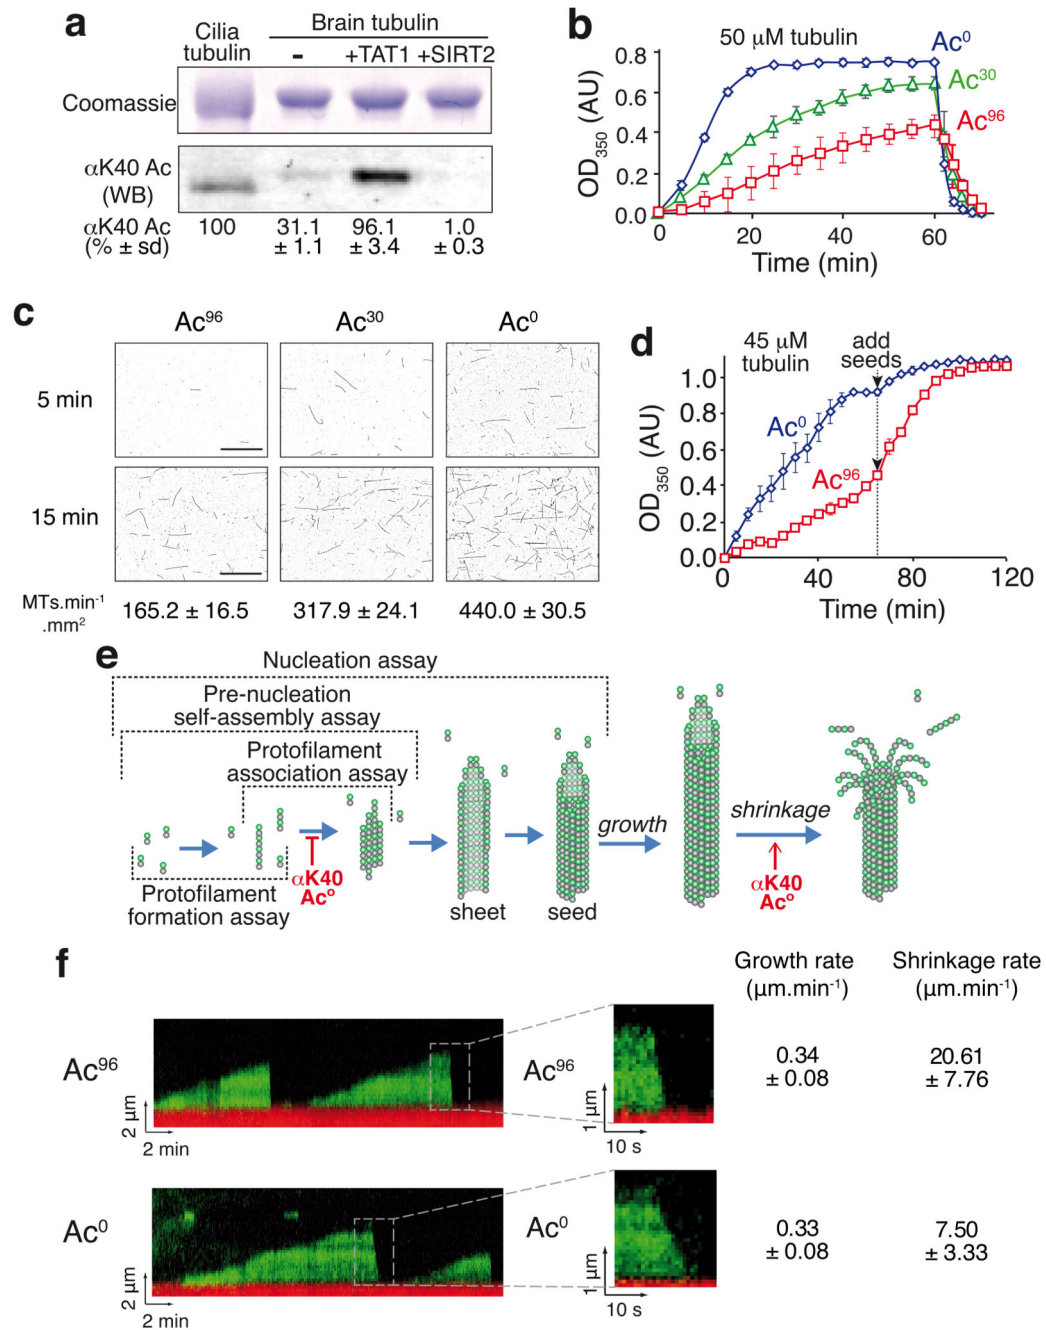 a
Cilia
tubulin
Brain tubulin
-
+TAT1
+SIRT2
Coomassie
αK40 Ac
(WB)
αK40 Ac
(% ± sd)
100
31.1
± 1.1
96.1
± 3.4
1.0
± 0.3
b
50 μM tubulin
Ac⁰
Ac³⁰
Ac⁹⁶
OD₃₅₀ (AU)
0.8
0.6
0.4
0.2
0.0
0
20
40
60
Time (min)
c
Ac⁹⁶
Ac³⁰
Ac⁰
5 min
15 min
MTs.min⁻¹
.mm²
165.2 ± 16.5
317.9 ± 24.1
440.0 ± 30.5
d
45 μM
tubulin
add
seeds
Ac⁰
Ac⁹⁶
OD₃₅₀ (AU)
1.0
0.8
0.6
0.4
0.2
0.0
0
40
80
120
Time (min)
e
Nucleation assay
Pre-nucleation
self-assembly assay
Protofilament
association assay
Protofilament
formation assay
αK40
Ac⁰
sheet
seed
growth
shrinkage
αK40
Ac⁰
f
Growth rate
(μm.min⁻¹)
Shrinkage rate
(μm.min⁻¹)
Ac⁹⁶
2 μm
2 min
Ac⁹⁶
1 μm
10 s
0.34
± 0.08
20.61
± 7.76
Ac⁰
2 μm
2 min
Ac⁰
1 μm
10 s
0.33
± 0.08
7.50
± 3.33